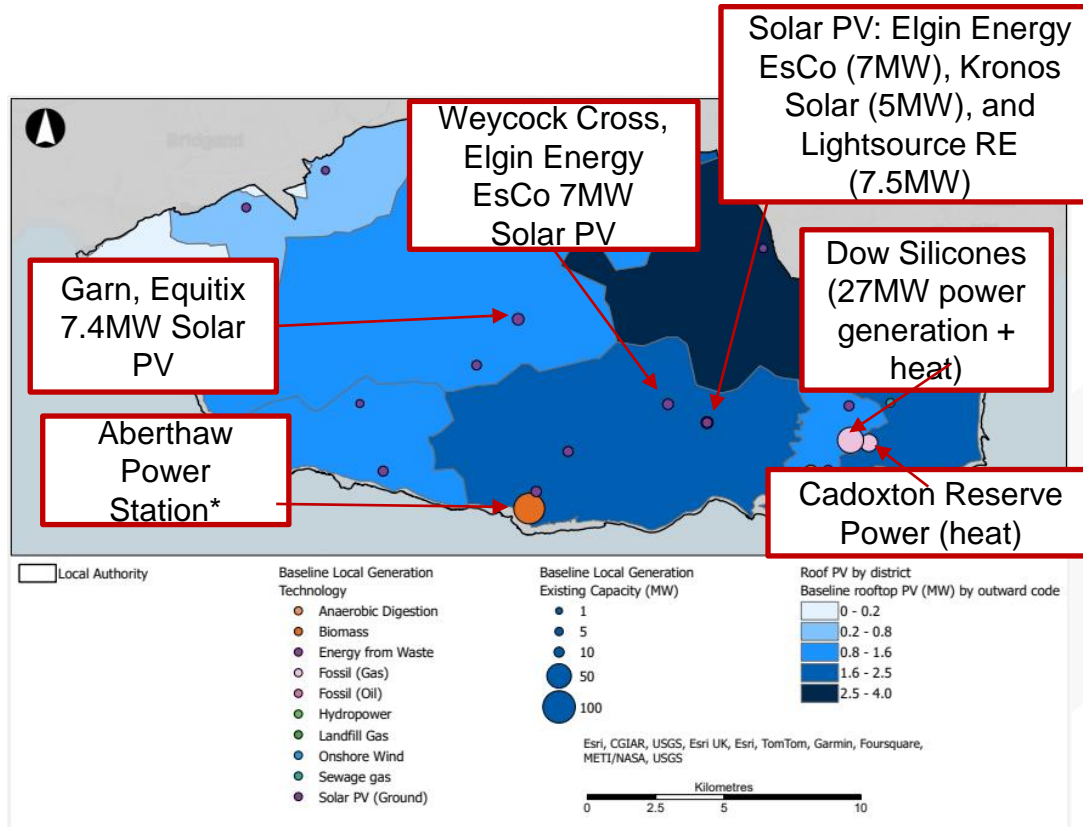 Solar PV: Elgin Energy
EsCo (7MW), Kronos
Solar (5MW), and
Lightsource RE
(7.5MW)
Weycock Cross,
Elgin Energy
EsCo 7MW
Solar PV
Bridgend
Dow Silicones
(27MW power
generation +
heat)
Garn, Equitix
7.4MW Solar
PV
Aberthaw
Power
Station*
Cadoxton Reserve
Power (heat)
Local Authority
Baseline Local Generation
Technology
Anaerobic Digestion
Biomass
Energy from Waste
Fossil (Gas)
Fossil (Oil)
Hydropower
Landfill Gas
Onshore Wind
Sewage gas
Solar PV (Ground)
Baseline Local Generation
Existing Capacity (MW)
1
5
10
50
100
Roof PV by district
Baseline rooftop PV (MW) by outward code
0 - 0.2
0.2 - 0.8
0.8 - 1.6
1.6 - 2.5
2.5 - 4.0
Esri, CGIAR, USGS, Esri UK, Esri, TomTom, Garmin, Foursquare,
METI/NASA, USGS
Kilometres
0 2.5 5 10